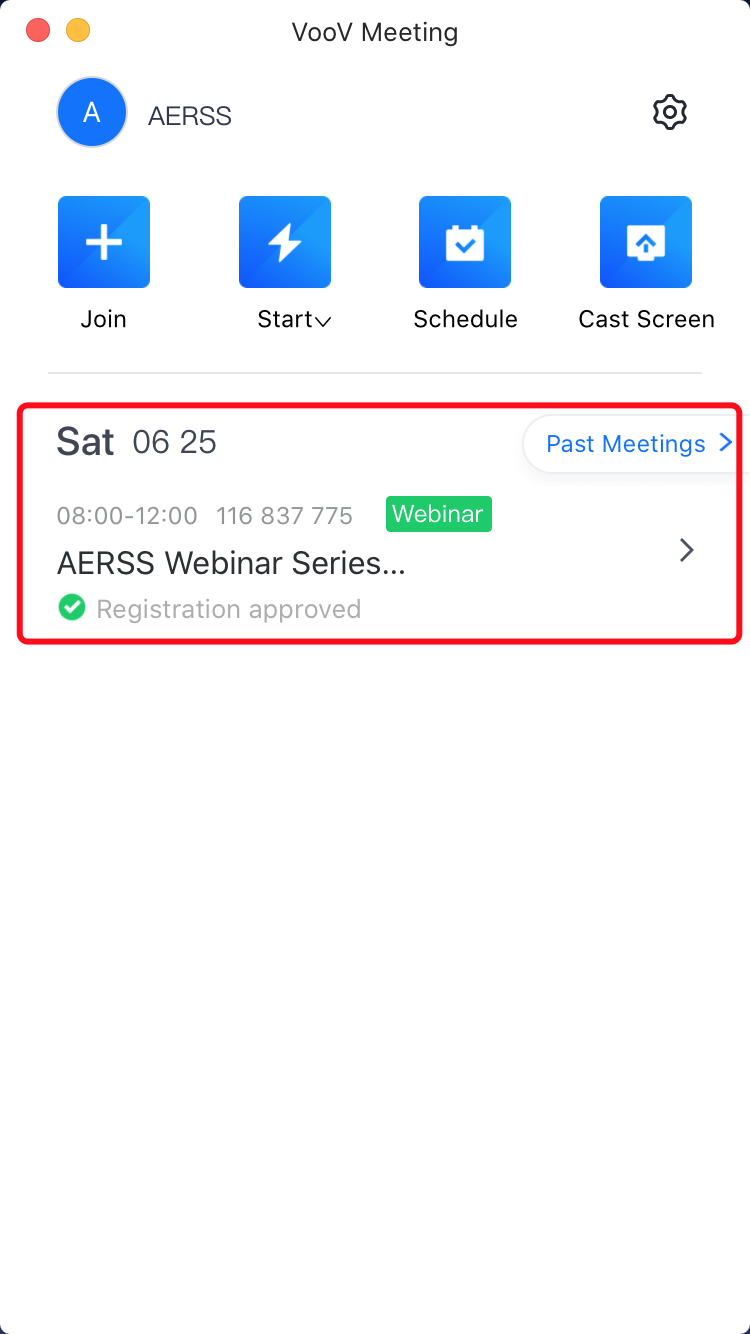 VooV Meeting
A AERSS
Join Start Schedule Cast Screen
Sat 06 25 Past Meetings
08:00-12:00 116 837 775 Webinar
AERSS Webinar Series...
Registration approved